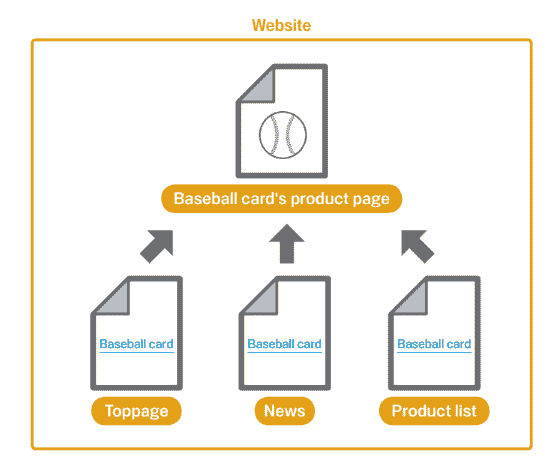 Website
Baseball card's product page
Baseball card
Baseball card
Baseball card
Toppage
News
Product list